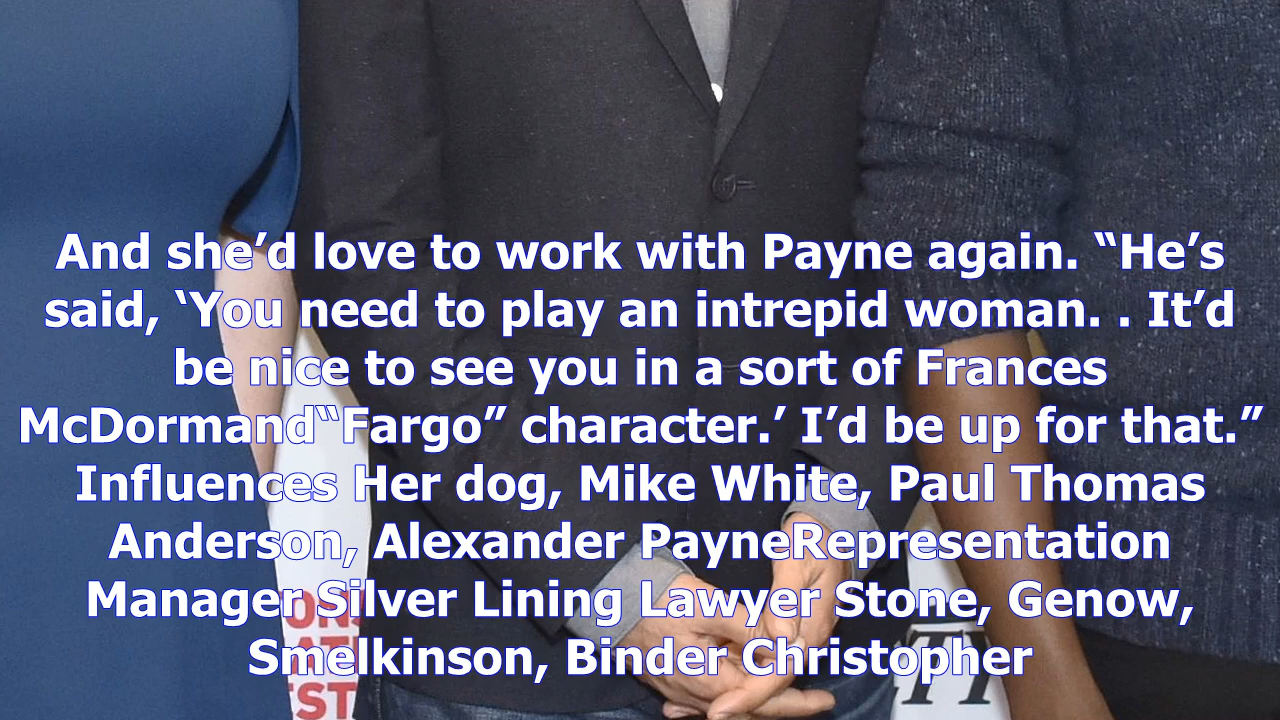 And she’d love to work with Payne again. “He’s
said, ‘You need to play an intrepid woman. . It’d
be nice to see you in a sort of Frances
McDormand“Fargo” character.’ I’d be up for that.”
Influences Her dog, Mike White, Paul Thomas
Anderson, Alexander PayneRepresentation
Manager Silver Lining Lawyer Stone, Genow,
Smelkinson, Binder Christopher